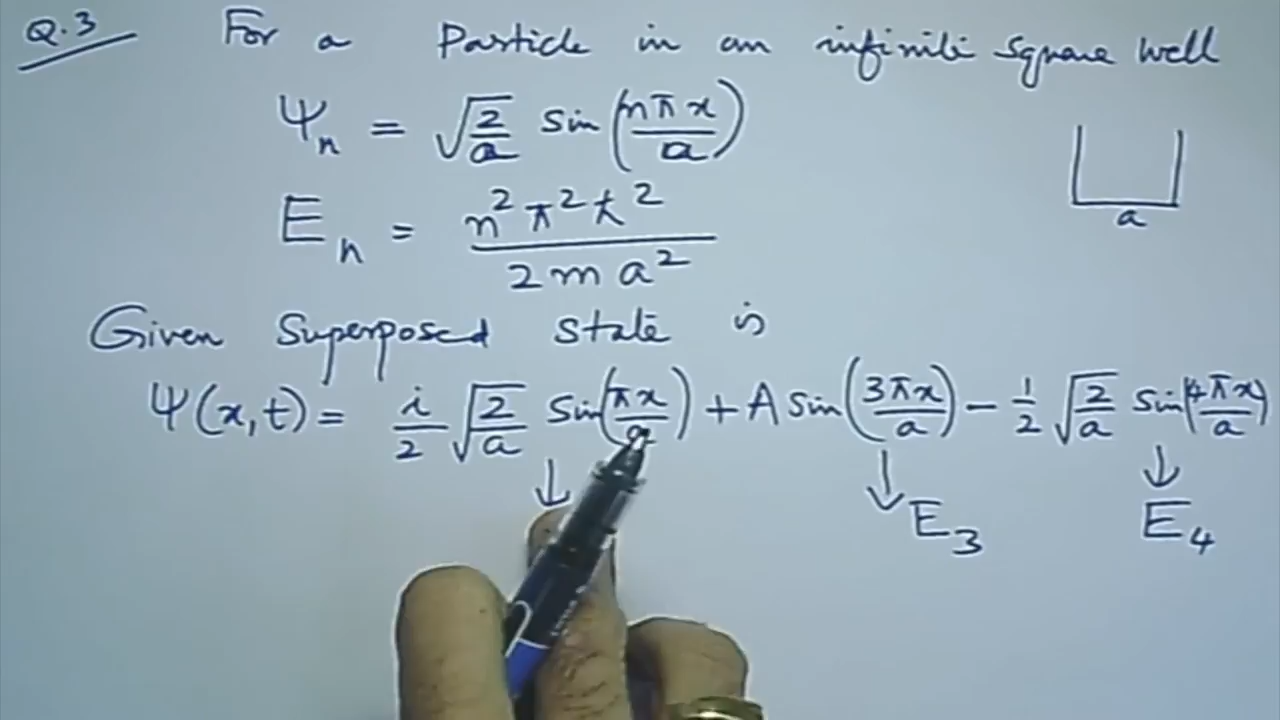 Q.3 For a Particle in an infinite Square well
Ψn = √(2/a) Sin(nπx/a)
a
En = n²π²ħ² / 2ma²
Given Superposed State is
Ψ(x,t) = i/2 √(2/a) Sin(πx/a) + A Sin(3πx/a) − 1/2 √(2/a) Sin(4πx/a)
↓ ↓ ↓
E3 E4